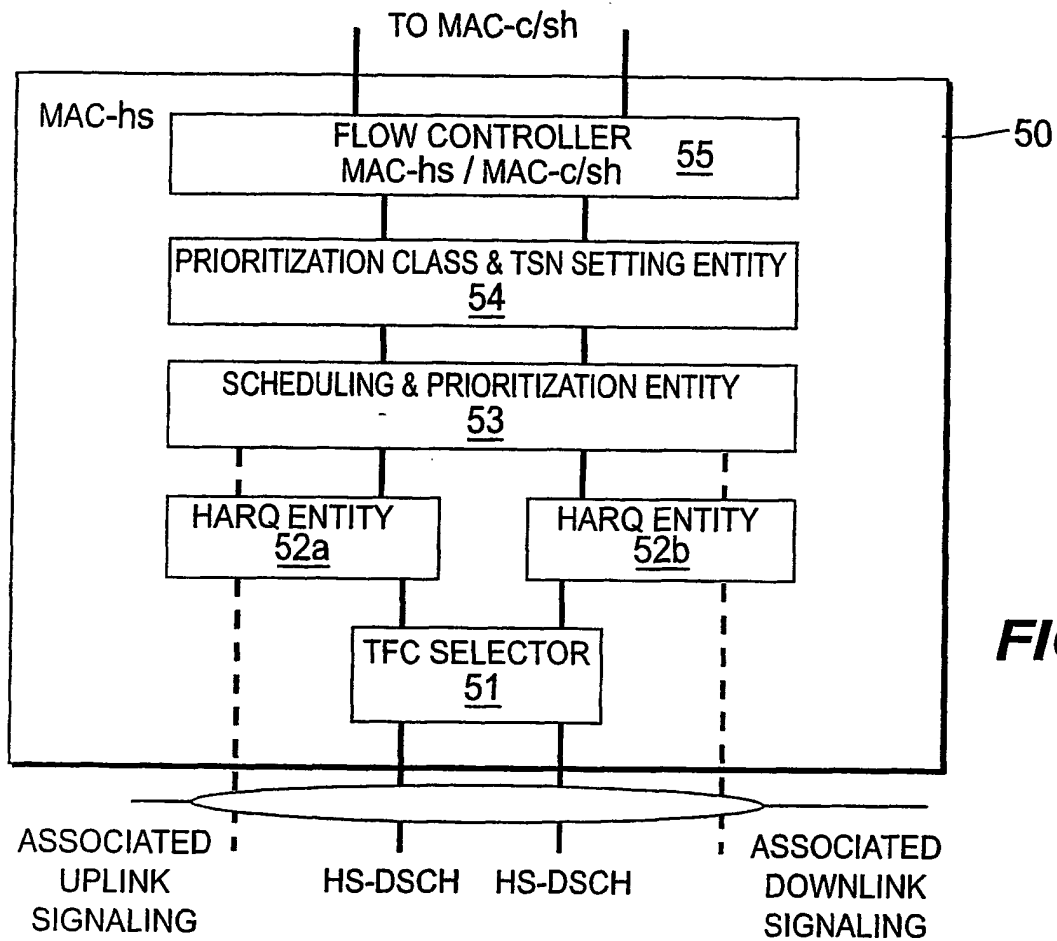 TO MAC-c/sh
MAC-hs
FLOW CONTROLLER
MAC-hs / MAC-c/sh
55
50
PRIORITIZATION CLASS & TSN SETTING ENTITY
54
SCHEDULING & PRIORITIZATION ENTITY
53
HARQ ENTITY
52a
HARQ ENTITY
52b
TFC SELECTOR
51
ASSOCIATED
UPLINK
SIGNALING
HS-DSCH
HS-DSCH
ASSOCIATED
DOWNLINK
SIGNALING